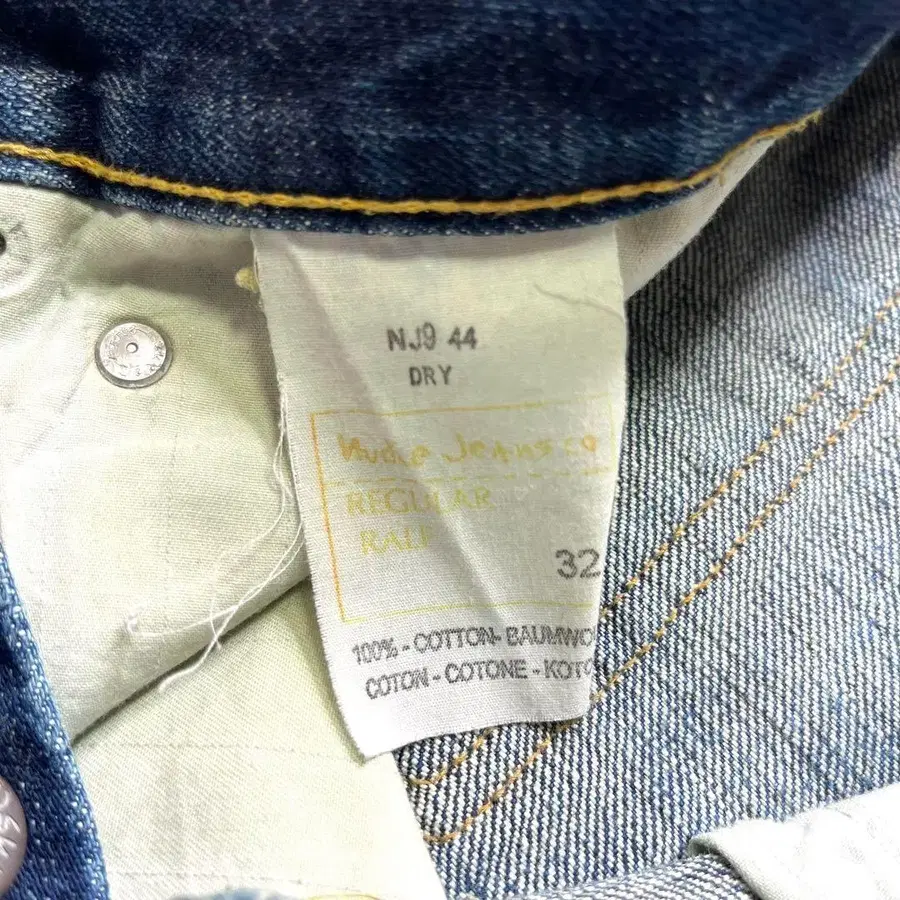 NJ9 44
DRY
Nudie Jeans co
REGULAR
RALF
32
100% - COTTON - BAUMWO
COTON - COTONE - KOTO